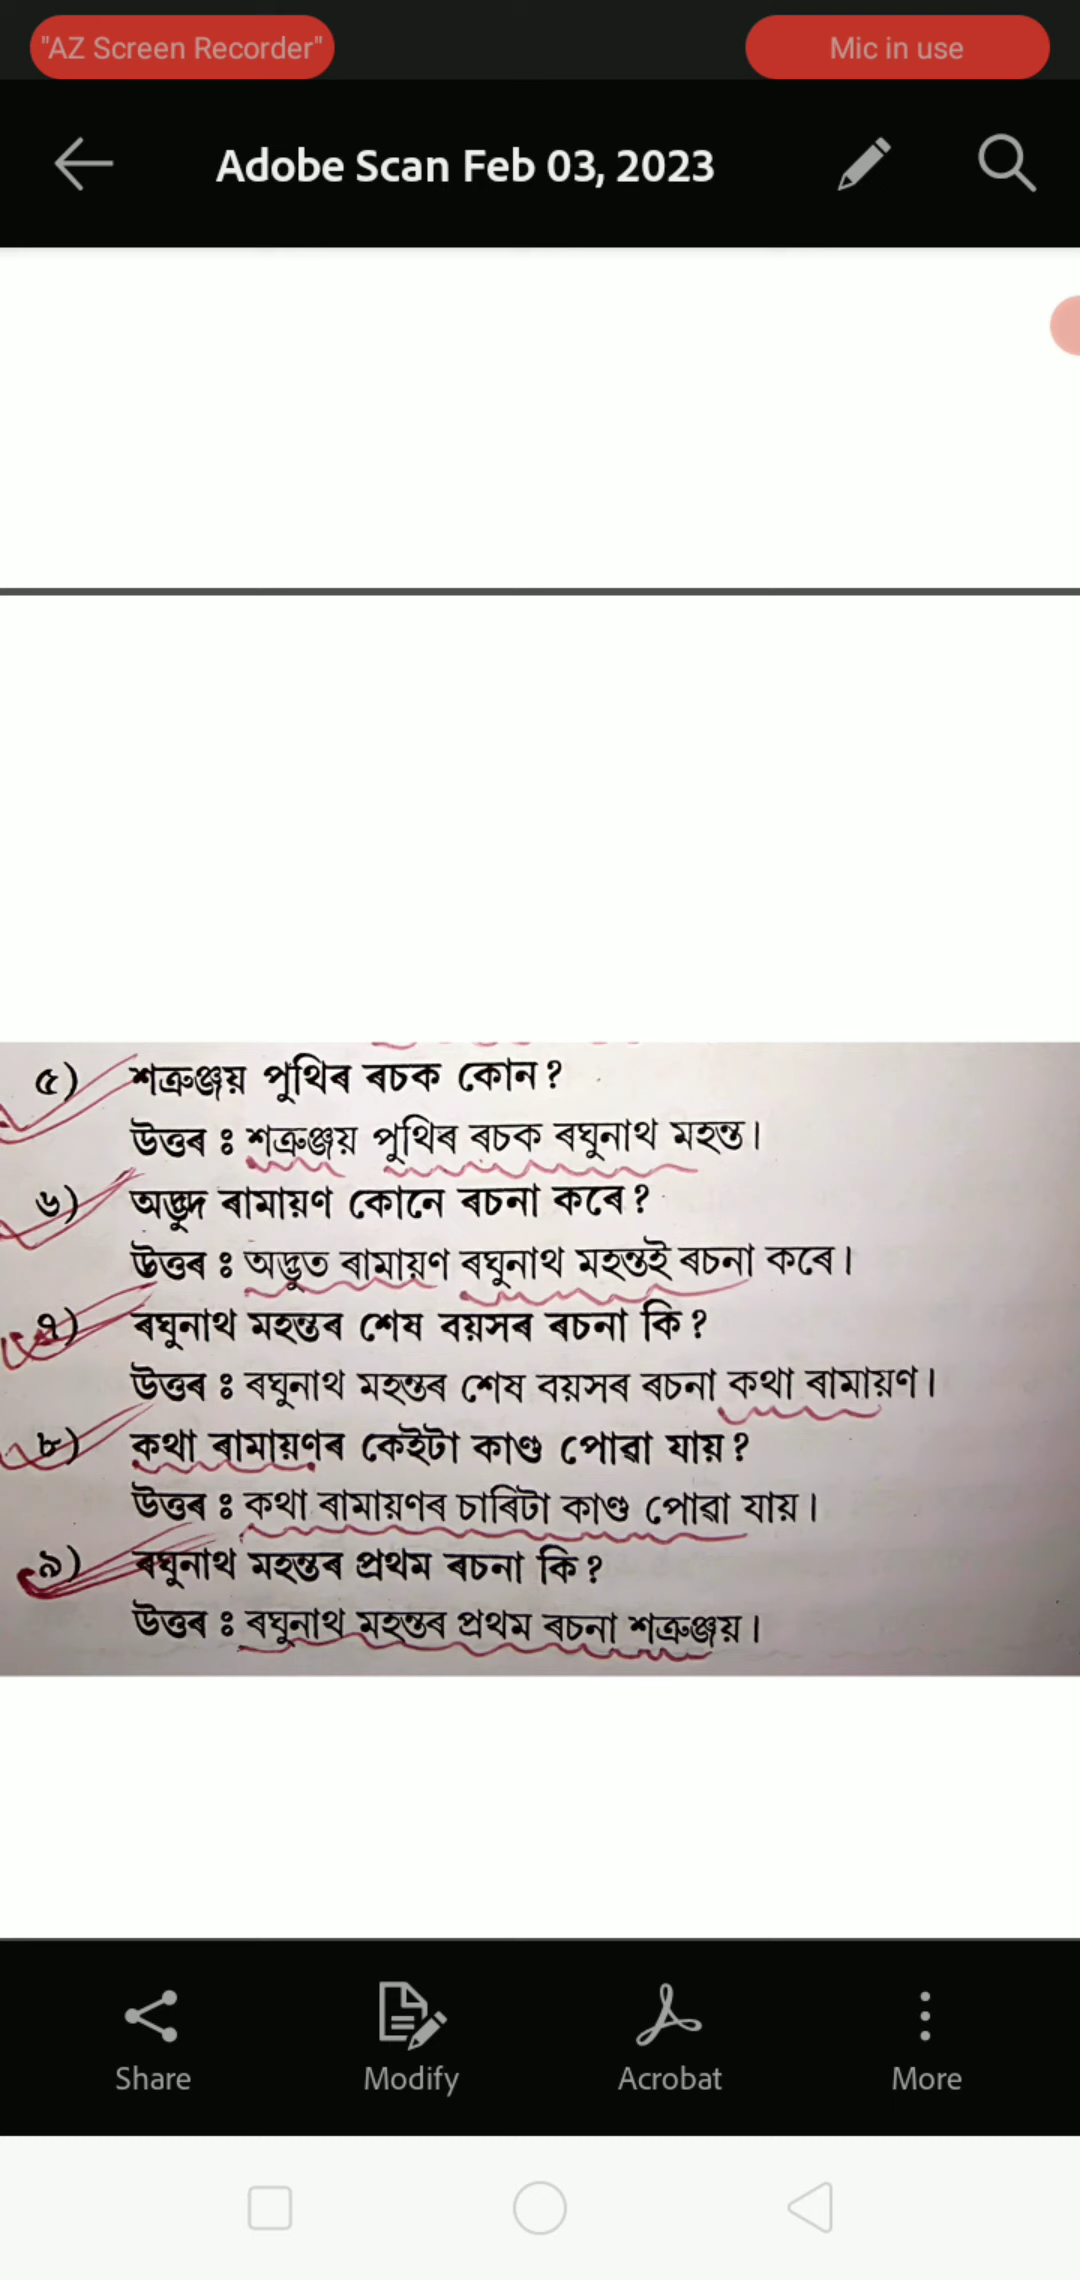 "AZ Screen Recorder"
Mic in use
Adobe Scan Feb 03, 2023
৫) শত্ৰুঞ্জয় পুথিৰ ৰচক কোন?
উত্তৰ ঃ শত্ৰুঞ্জয় পুথিৰ ৰচক ৰঘুনাথ মহন্ত।
৬) অদ্ভুদ ৰামায়ণ কোনে ৰচনা কৰে?
উত্তৰ ঃ অদ্ভুত ৰামায়ণ ৰঘুনাথ মহন্তই ৰচনা কৰে।
৭) ৰঘুনাথ মহন্তৰ শেষ বয়সৰ ৰচনা কি?
উত্তৰ ঃ ৰঘুনাথ মহন্তৰ শেষ বয়সৰ ৰচনা কথা ৰামায়ণ।
৮) কথা ৰামায়ণৰ কেইটা কাণ্ড পোৱা যায়?
উত্তৰ ঃ কথা ৰামায়ণৰ চাৰিটা কাণ্ড পোৱা যায়।
৯) ৰঘুনাথ মহন্তৰ প্ৰথম ৰচনা কি?
উত্তৰ ঃ ৰঘুনাথ মহন্তৰ প্ৰথম ৰচনা শত্ৰুঞ্জয়।
Share
Modify
Acrobat
More